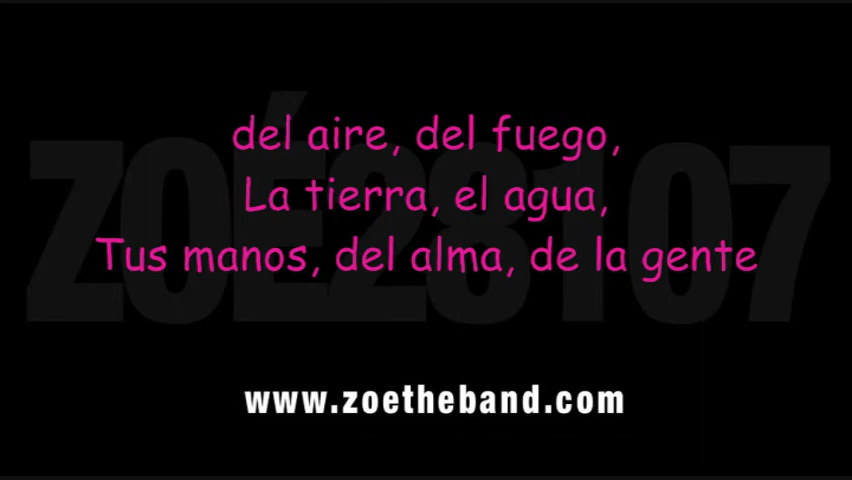 ZOÉ28107
del aire, del fuego,
La tierra, el agua,
Tus manos, del alma, de la gente
www.zoetheband.com